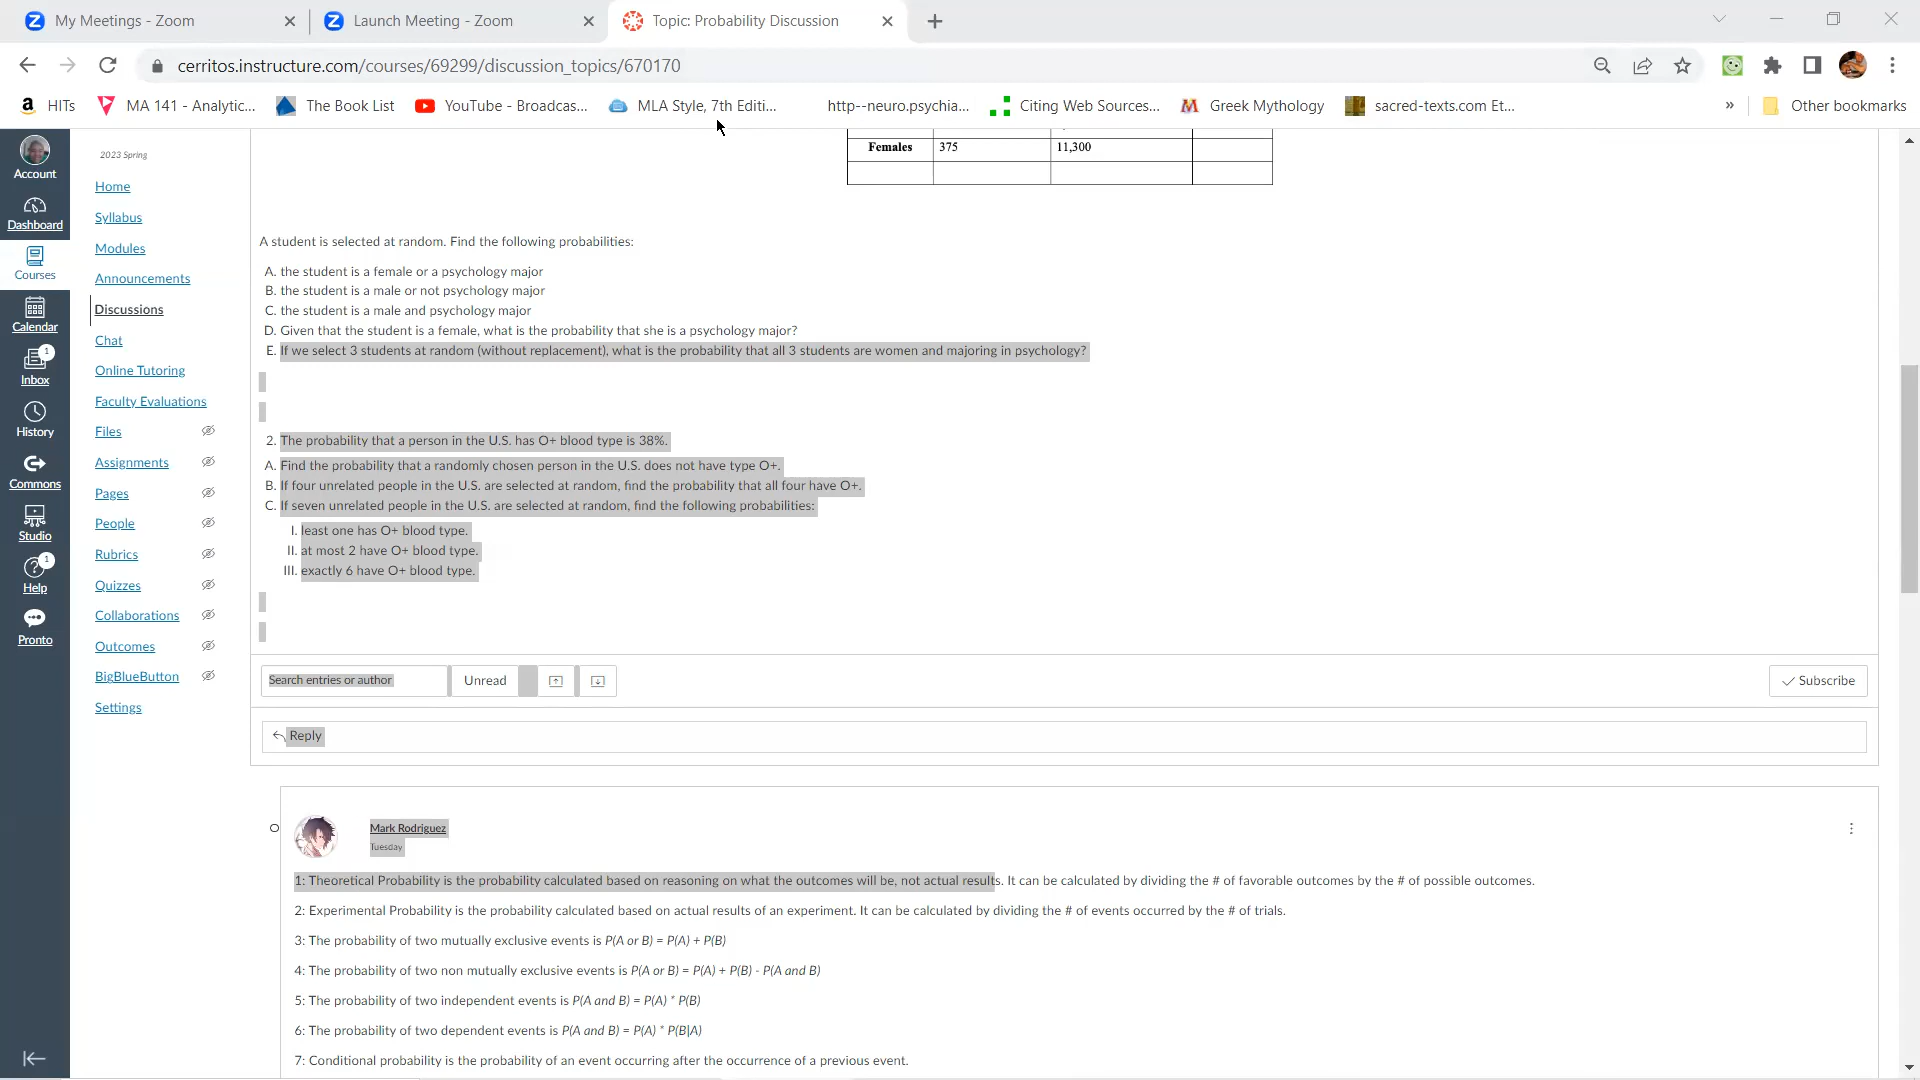 My Meetings - Zoom
Launch Meeting - Zoom
Topic: Probability Discussion
cerritos.instructure.com/courses/69299/discussion_topics/670170
HITs
MA 141 - Analytic...
The Book List
YouTube - Broadcas...
MLA Style, 7th Editi...
http--neuro.psychia...
Citing Web Sources...
Greek Mythology
sacred-texts.com Et...
»
Other bookmarks
Account
Dashboard
Courses
Calendar
1
Inbox
History
Commons
Studio
1
Help
Pronto
2023 Spring
Home
Syllabus
Modules
Announcements
Discussions
Chat
Online Tutoring
Faculty Evaluations
Files
Assignments
Pages
People
Rubrics
Quizzes
Collaborations
Outcomes
BigBlueButton
Settings
Females 375 11,300
A student is selected at random. Find the following probabilities:
A. the student is a female or a psychology major
B. the student is a male or not psychology major
C. the student is a male and psychology major
D. Given that the student is a female, what is the probability that she is a psychology major?
E. If we select 3 students at random (without replacement), what is the probability that all 3 students are women and majoring in psychology?
2. The probability that a person in the U.S. has O+ blood type is 38%.
A. Find the probability that a randomly chosen person in the U.S. does not have type O+.
B. If four unrelated people in the U.S. are selected at random, find the probability that all four have O+.
C. If seven unrelated people in the U.S. are selected at random, find the following probabilities:
I. least one has O+ blood type.
II. at most 2 have O+ blood type.
III. exactly 6 have O+ blood type.
Search entries or author
Unread
Subscribe
Reply
Mark Rodriguez
Tuesday
1: Theoretical Probability is the probability calculated based on reasoning on what the outcomes will be, not actual results. It can be calculated by dividing the # of favorable outcomes by the # of possible outcomes.
2: Experimental Probability is the probability calculated based on actual results of an experiment. It can be calculated by dividing the # of events occurred by the # of trials.
3: The probability of two mutually exclusive events is P(A or B) = P(A) + P(B)
4: The probability of two non mutually exclusive events is P(A or B) = P(A) + P(B) - P(A and B)
5: The probability of two independent events is P(A and B) = P(A) * P(B)
6: The probability of two dependent events is P(A and B) = P(A) * P(B|A)
7: Conditional probability is the probability of an event occurring after the occurrence of a previous event.